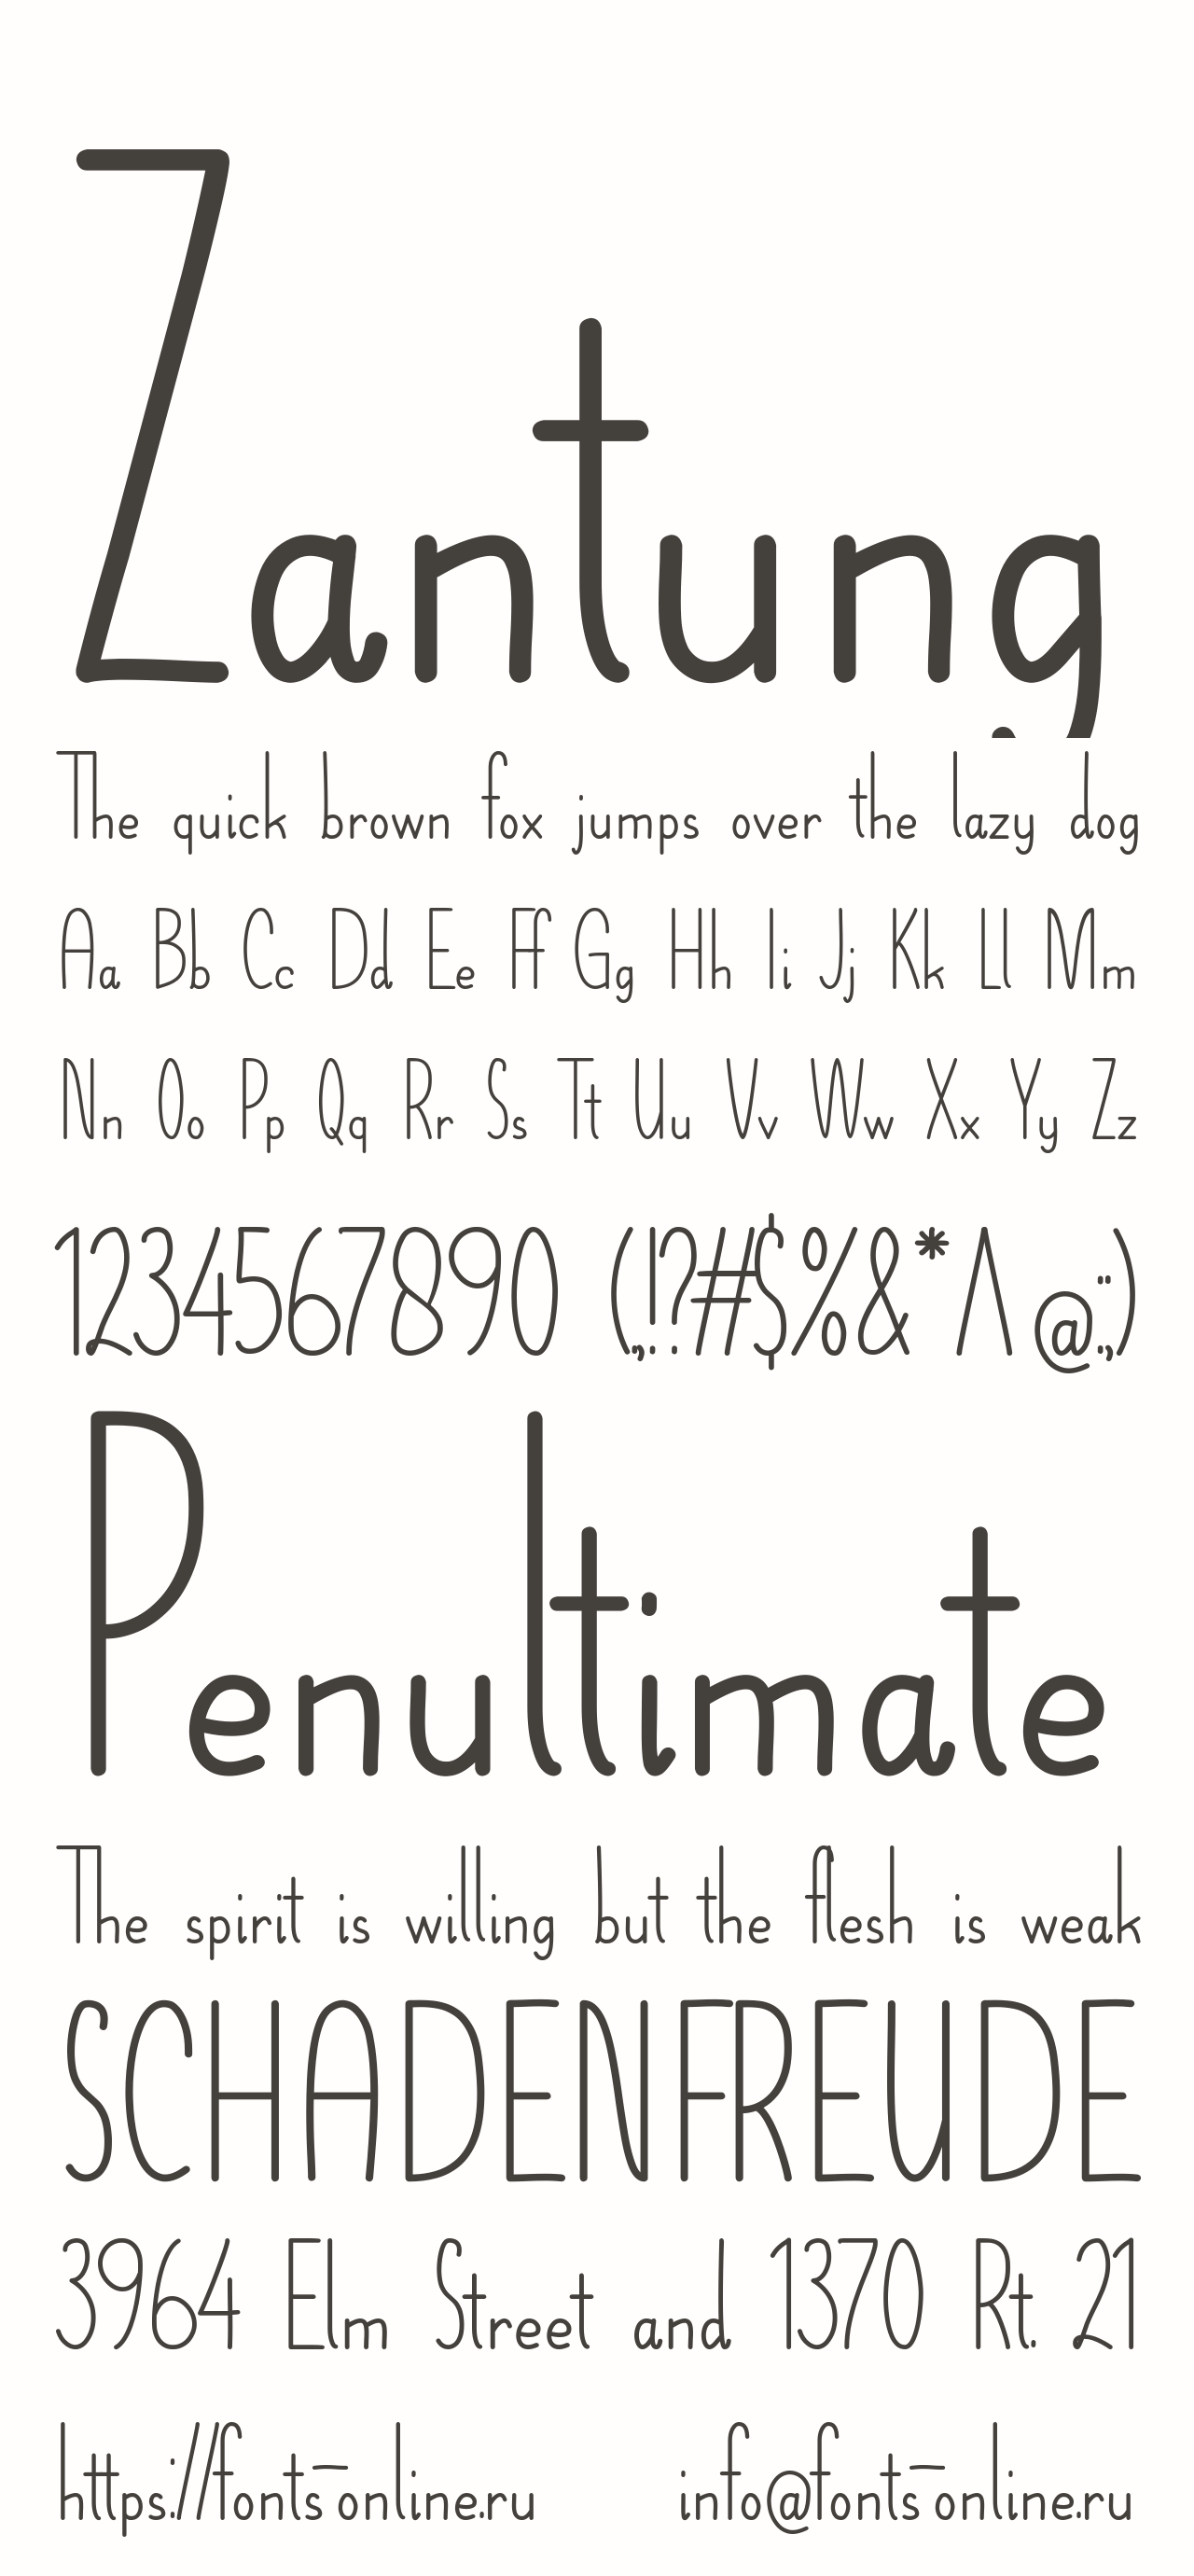 Zantung
The quick brown fox jumps over the lazy dog
Aa Bb Cc Dd Ee Ff Gg Hh Ii Jj Kk Ll Mm
Nn Oo Pp Qq Rr Ss Tt Uu Vv Ww Xx Yy Zz
1234567890 (.,!?#$%&*^@:;)
Penultimate
The spirit is willing but the flesh is weak
SCHADENFREUDE
3964 Elm Street and 1370 Rt. 21
https://fonts-online.ru info@fonts-online.ru